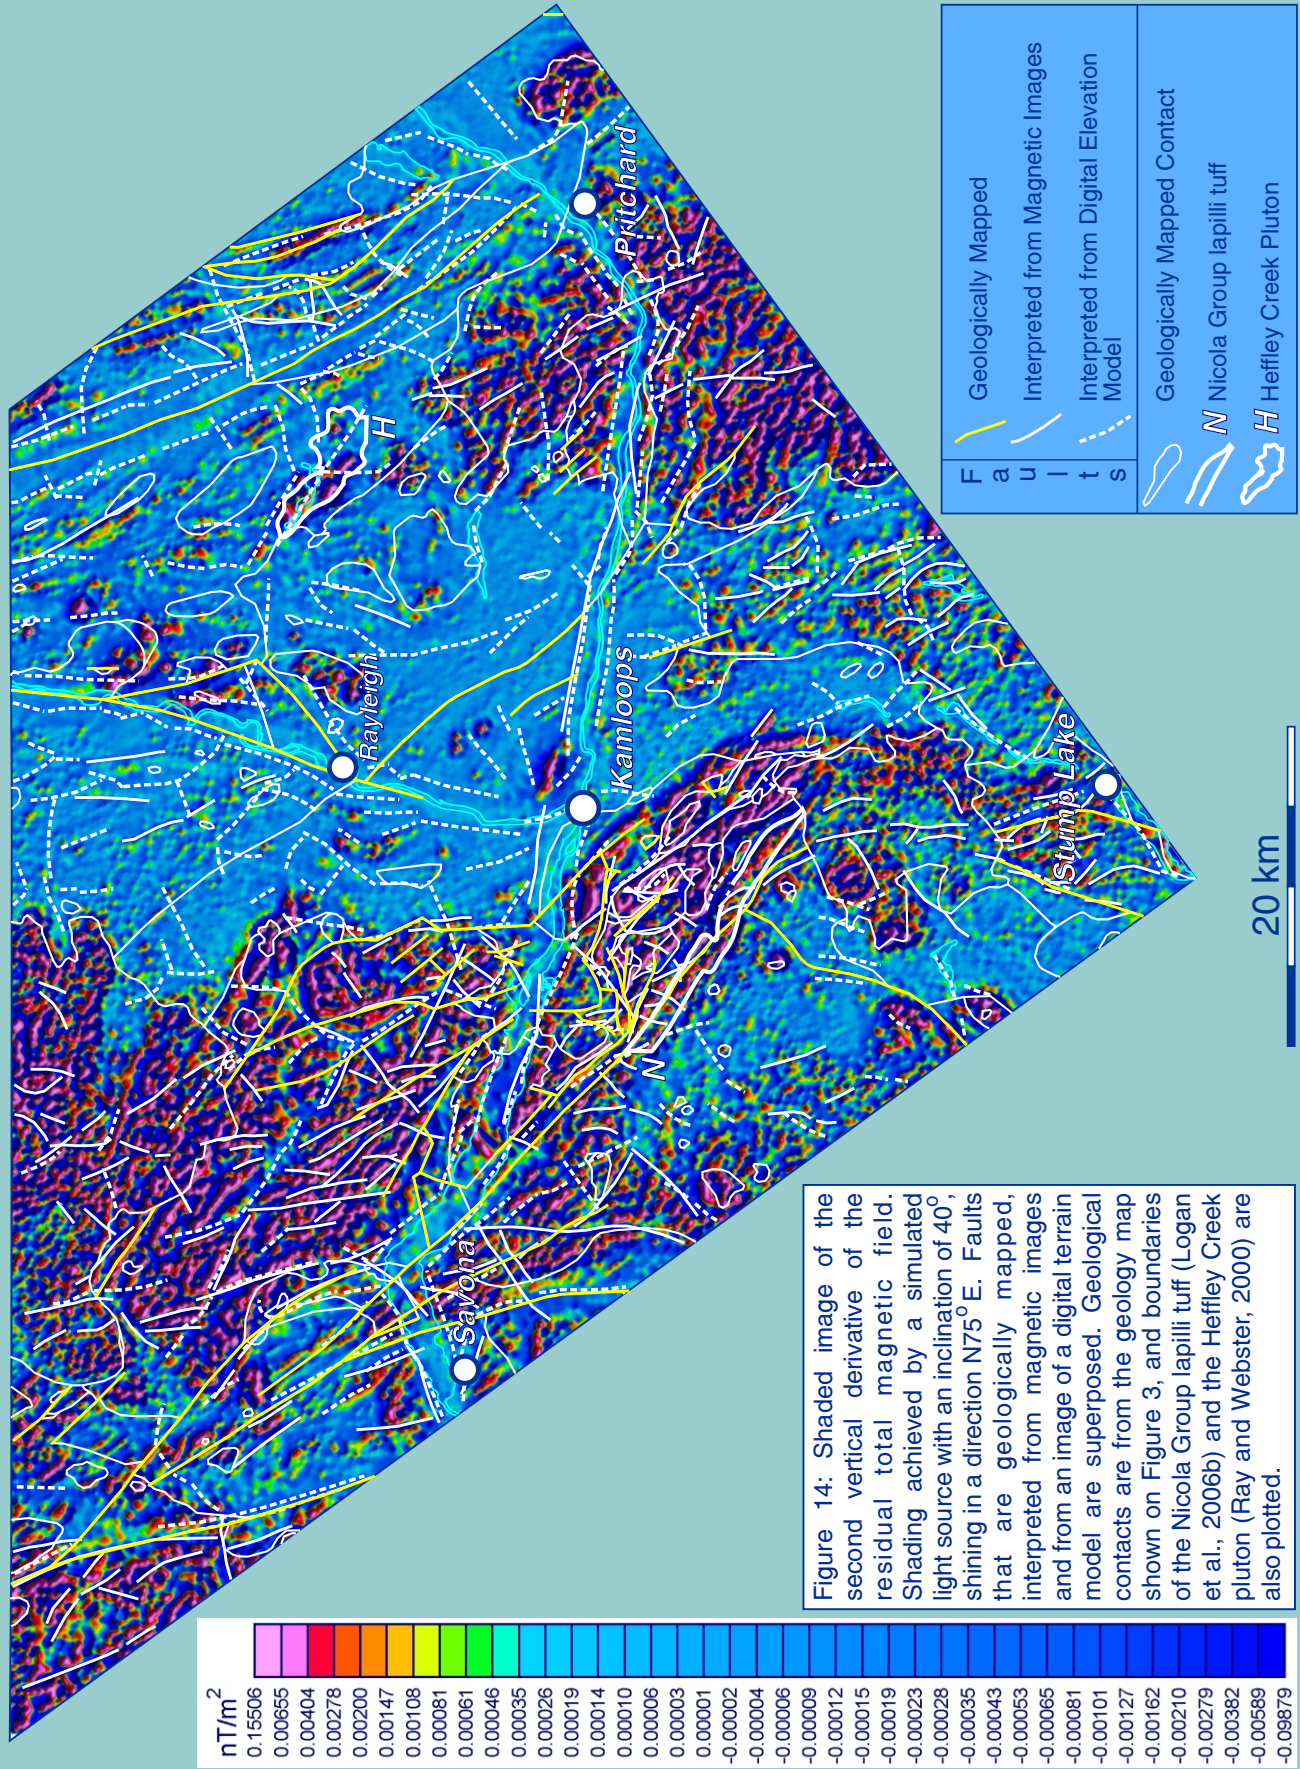 Pritchard
H
Rayleigh
Kamloops
Stump Lake
N
Savona
20 km
Faults
Geologically Mapped
Interpreted from Magnetic Images
Interpreted from Digital Elevation
Model
Geologically Mapped Contact
N Nicola Group lapilli tuff
H Heffley Creek Pluton
Figure 14: Shaded image of the
second vertical derivative of the
residual total magnetic field.
Shading achieved by a simulated
light source with an inclination of 40°,
shining in a direction N75°E. Faults
that are geologically mapped,
interpreted from magnetic images
and from an image of a digital terrain
model are superposed. Geological
contacts are from the geology map
shown on Figure 3, and boundaries
of the Nicola Group lapilli tuff (Logan
et al., 2006b) and the Heffley Creek
pluton (Ray and Webster, 2000) are
also plotted.
nT/m²
0.15506
0.00655
0.00404
0.00278
0.00200
0.00147
0.00108
0.00081
0.00061
0.00046
0.00035
0.00026
0.00019
0.00014
0.00010
0.00006
0.00003
0.00001
-0.00002
-0.00004
-0.00006
-0.00009
-0.00012
-0.00015
-0.00019
-0.00023
-0.00028
-0.00035
-0.00043
-0.00053
-0.00065
-0.00081
-0.00101
-0.00127
-0.00162
-0.00210
-0.00279
-0.00382
-0.00589
-0.09879